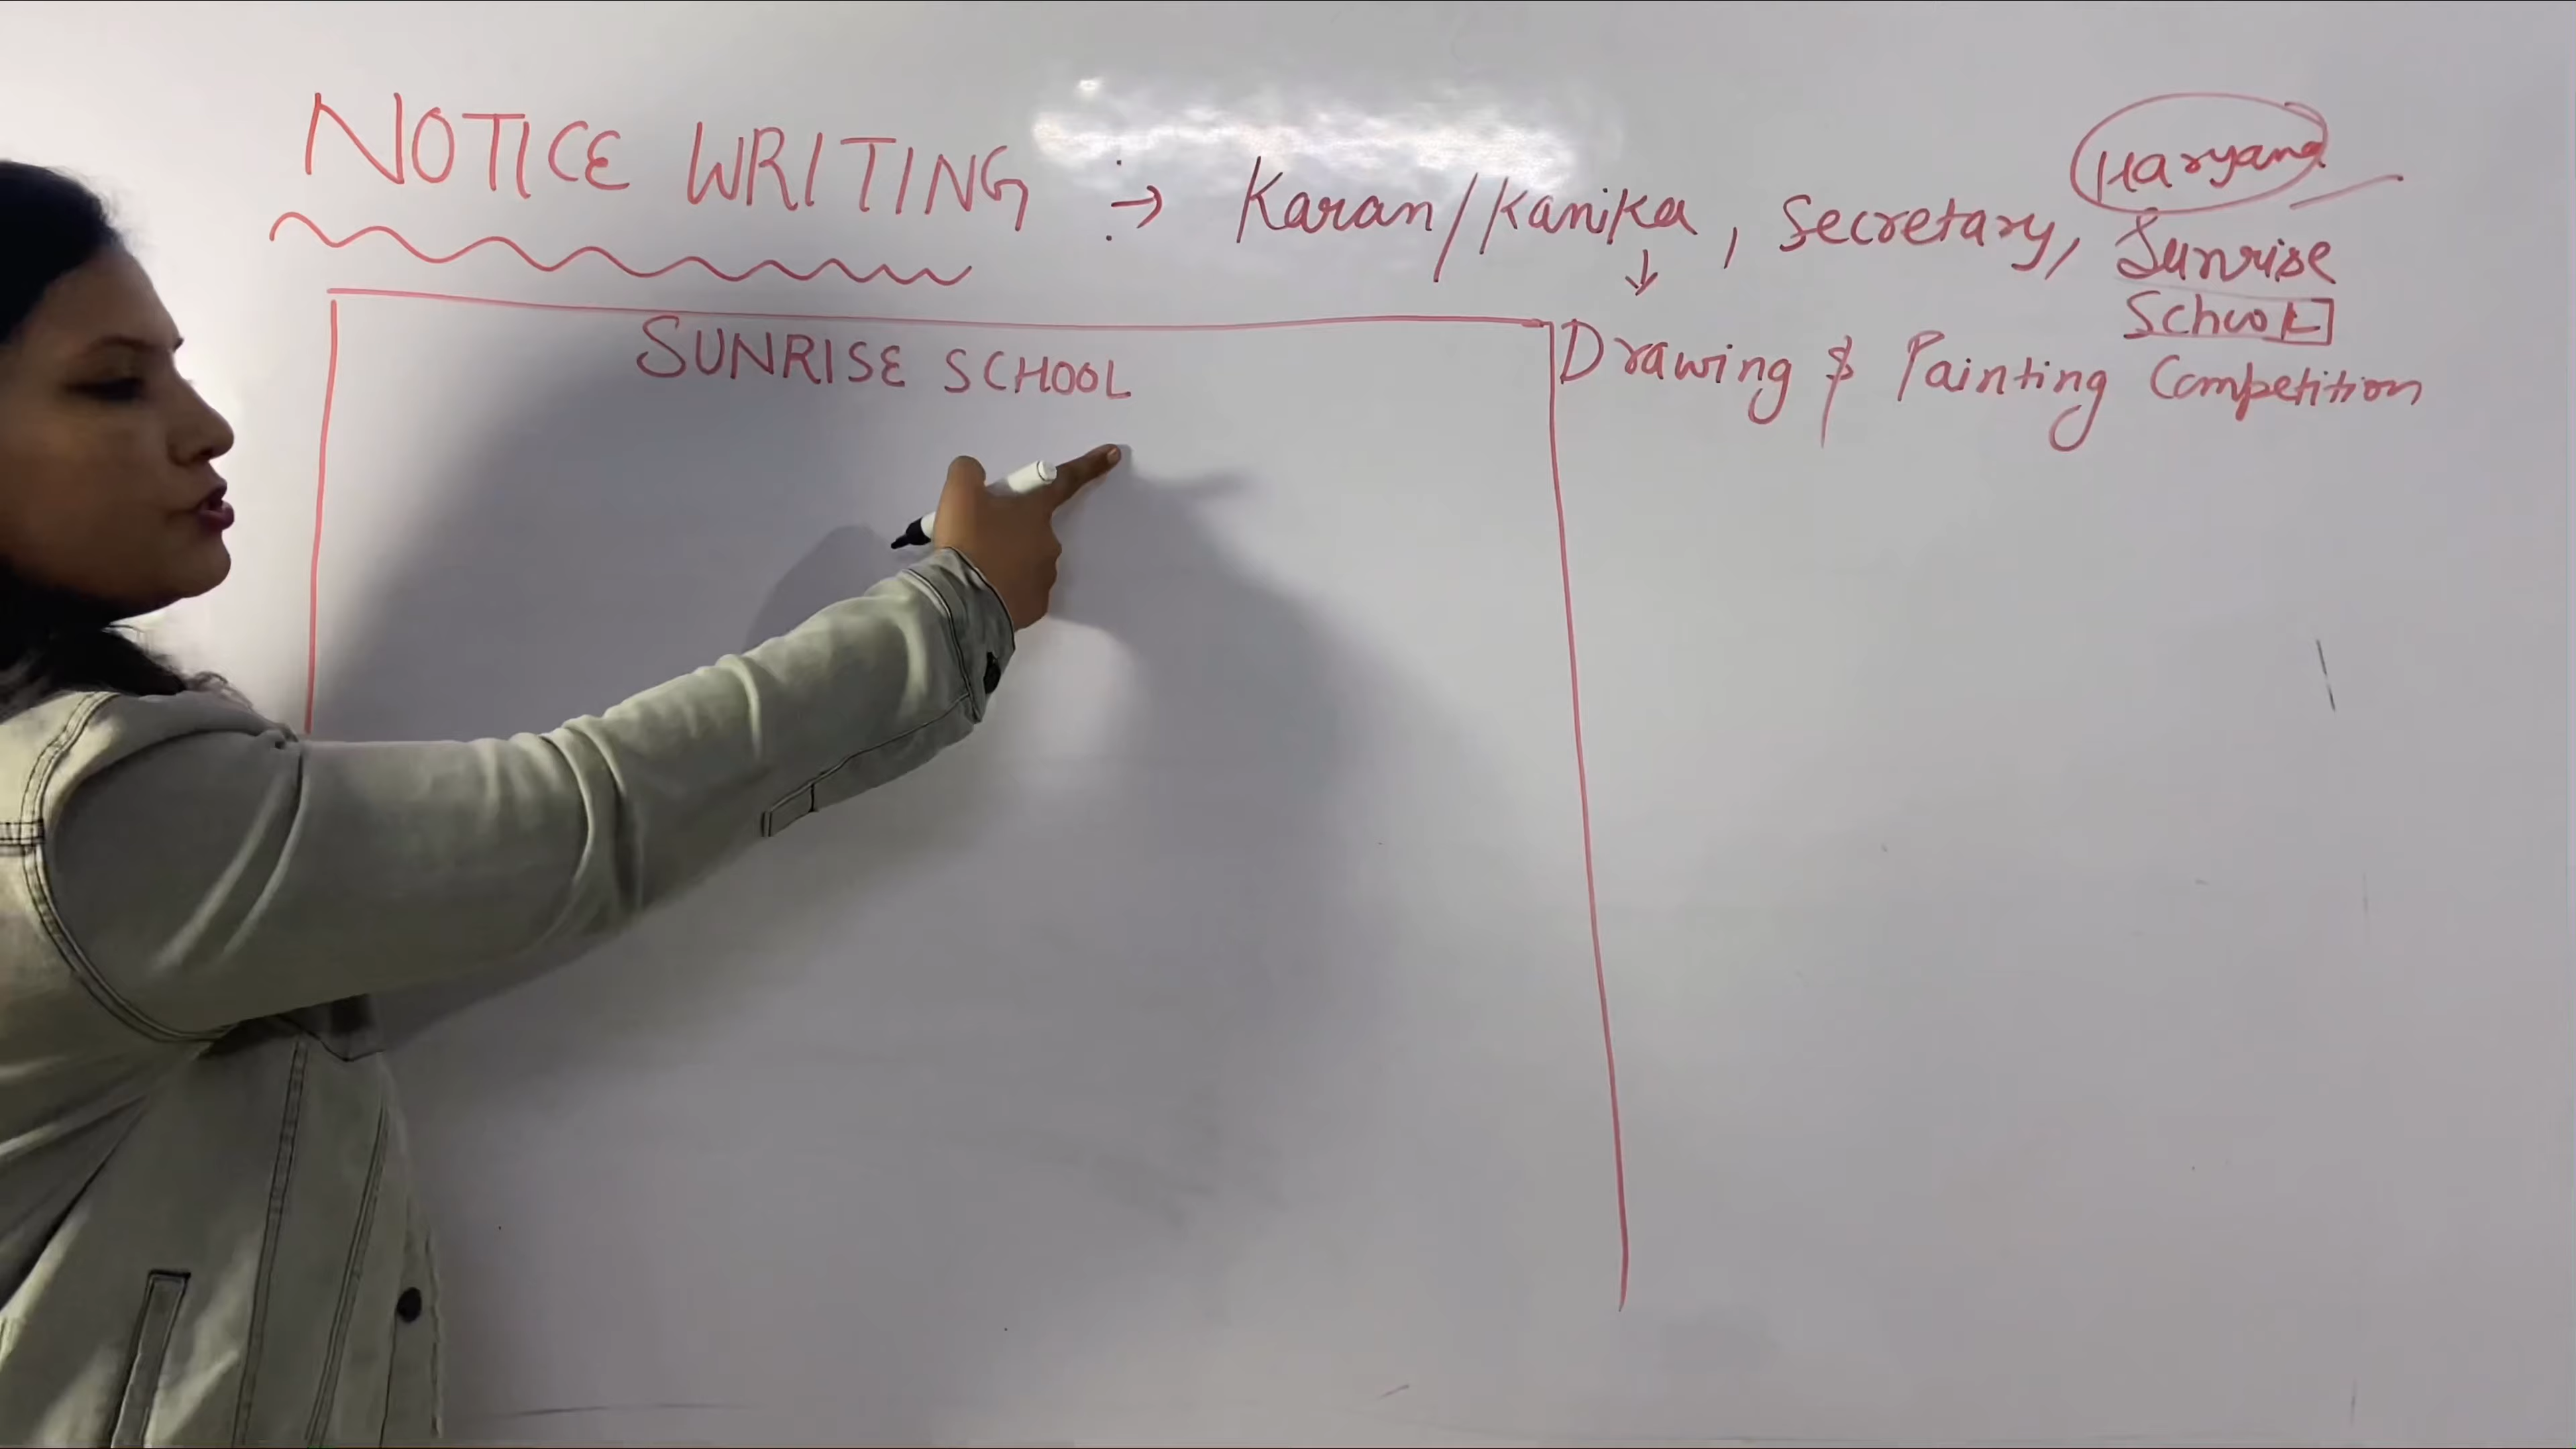 NOTICE WRITING :→ Karan/Kanika, Secretary, Sunrise
Haryana
School
↓
Drawing & Painting Competition
SUNRISE SCHOOL